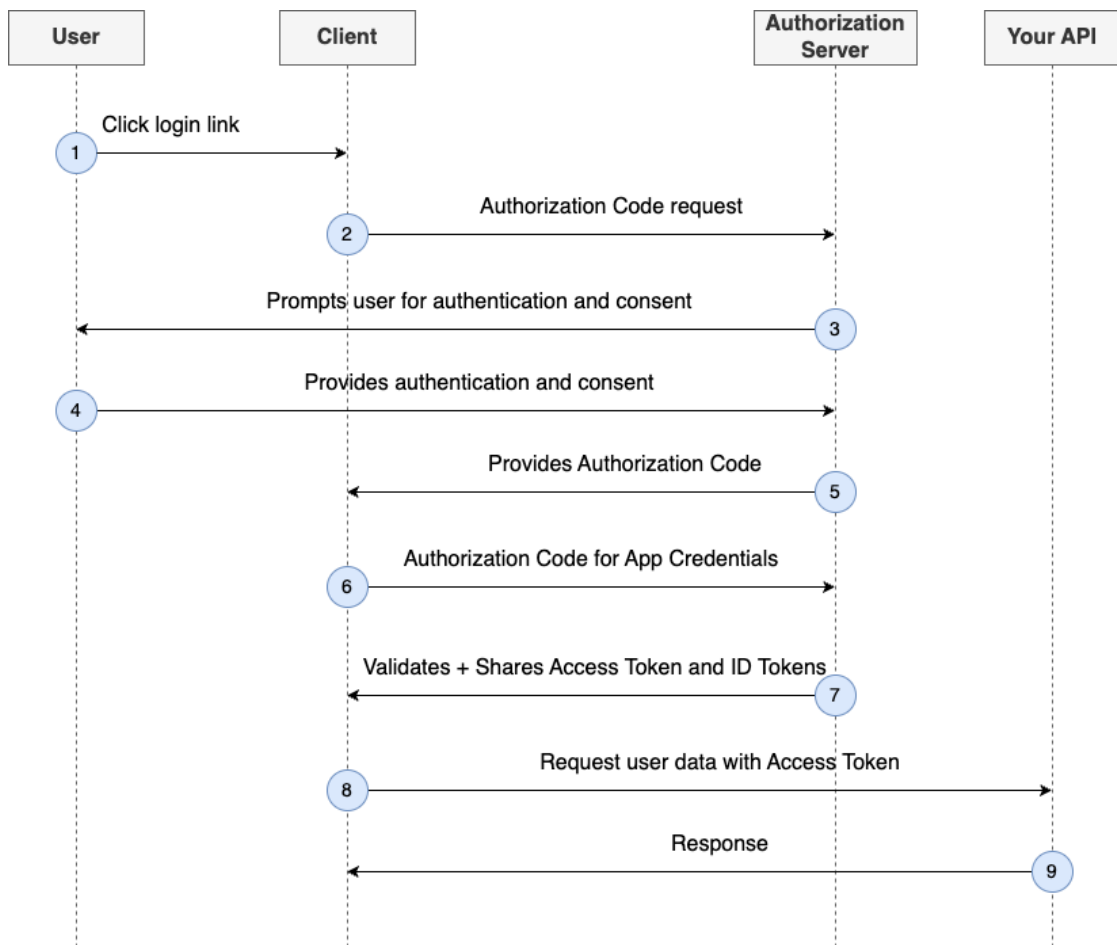 User
Client
Authorization
Server
Your API
Click login link
1
Authorization Code request
2
Prompts user for authentication and consent
3
Provides authentication and consent
4
Provides Authorization Code
5
Authorization Code for App Credentials
6
Validates + Shares Access Token and ID Tokens
7
Request user data with Access Token
8
Response
9